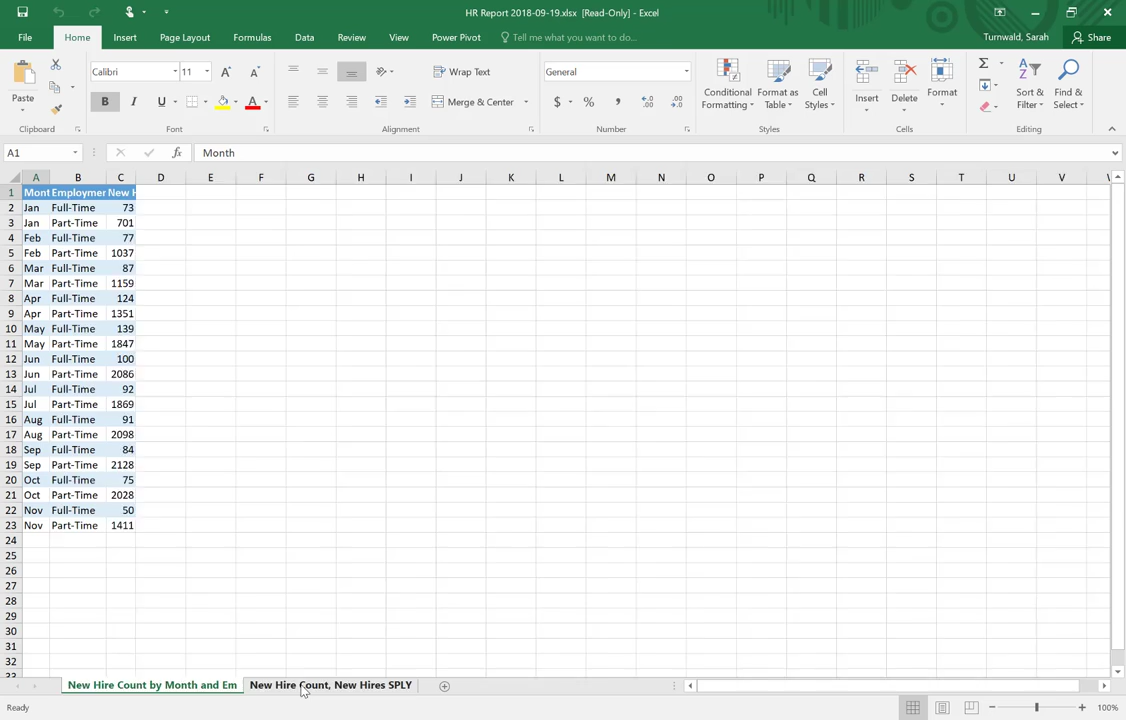 HR Report 2018-09-19.xlsx [Read-Only] - Excel
File Home Insert Page Layout Formulas Data Review View Power Pivot Tell me what you want to do... Turnwald, Sarah Share
Calibri 11 Wrap Text General
Paste B I U A Merge & Center $ % , Conditional Formatting Format as Table Cell Styles Insert Delete Format Sort & Filter Find & Select
Clipboard Font Alignment Number Styles Cells Editing
A1 fx Month
A B C D E F G H I J K L M N O P Q R S T U V
1 Mont Employmer New H
2 Jan Full-Time 73
3 Jan Part-Time 701
4 Feb Full-Time 77
5 Feb Part-Time 1037
6 Mar Full-Time 87
7 Mar Part-Time 1159
8 Apr Full-Time 124
9 Apr Part-Time 1351
10 May Full-Time 139
11 May Part-Time 1847
12 Jun Full-Time 100
13 Jun Part-Time 2086
14 Jul Full-Time 92
15 Jul Part-Time 1869
16 Aug Full-Time 91
17 Aug Part-Time 2098
18 Sep Full-Time 84
19 Sep Part-Time 2128
20 Oct Full-Time 75
21 Oct Part-Time 2028
22 Nov Full-Time 50
23 Nov Part-Time 1411
24
25
26
27
28
29
30
31
32
33
New Hire Count by Month and Em New Hire Count, New Hires SPLY
Ready 100%